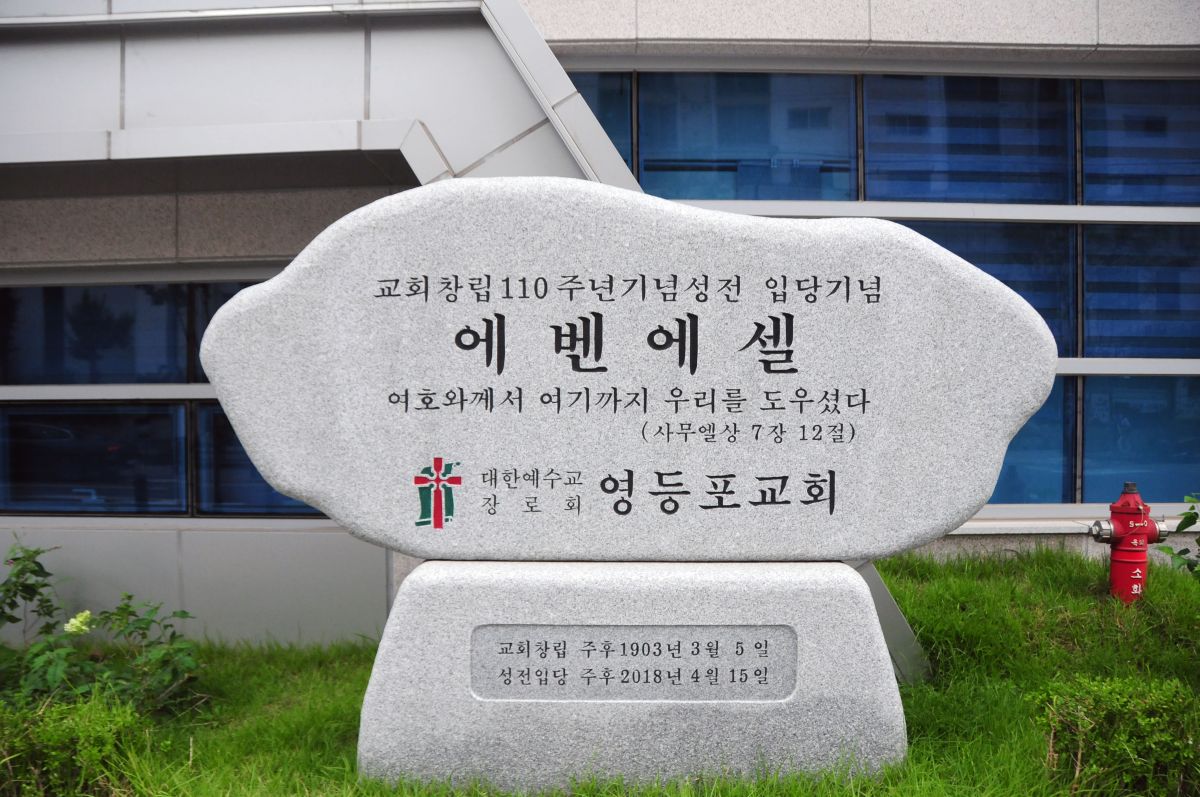 교회창립110주년기념성전 입당기념
에벤에셀
여호와께서 여기까지 우리를 도우셨다
(사무엘상 7장 12절)
대한예수교
장로회
영등포교회
교회창립 주후1903년 3월 5일
성전입당 주후2018년 4월 15일
소화